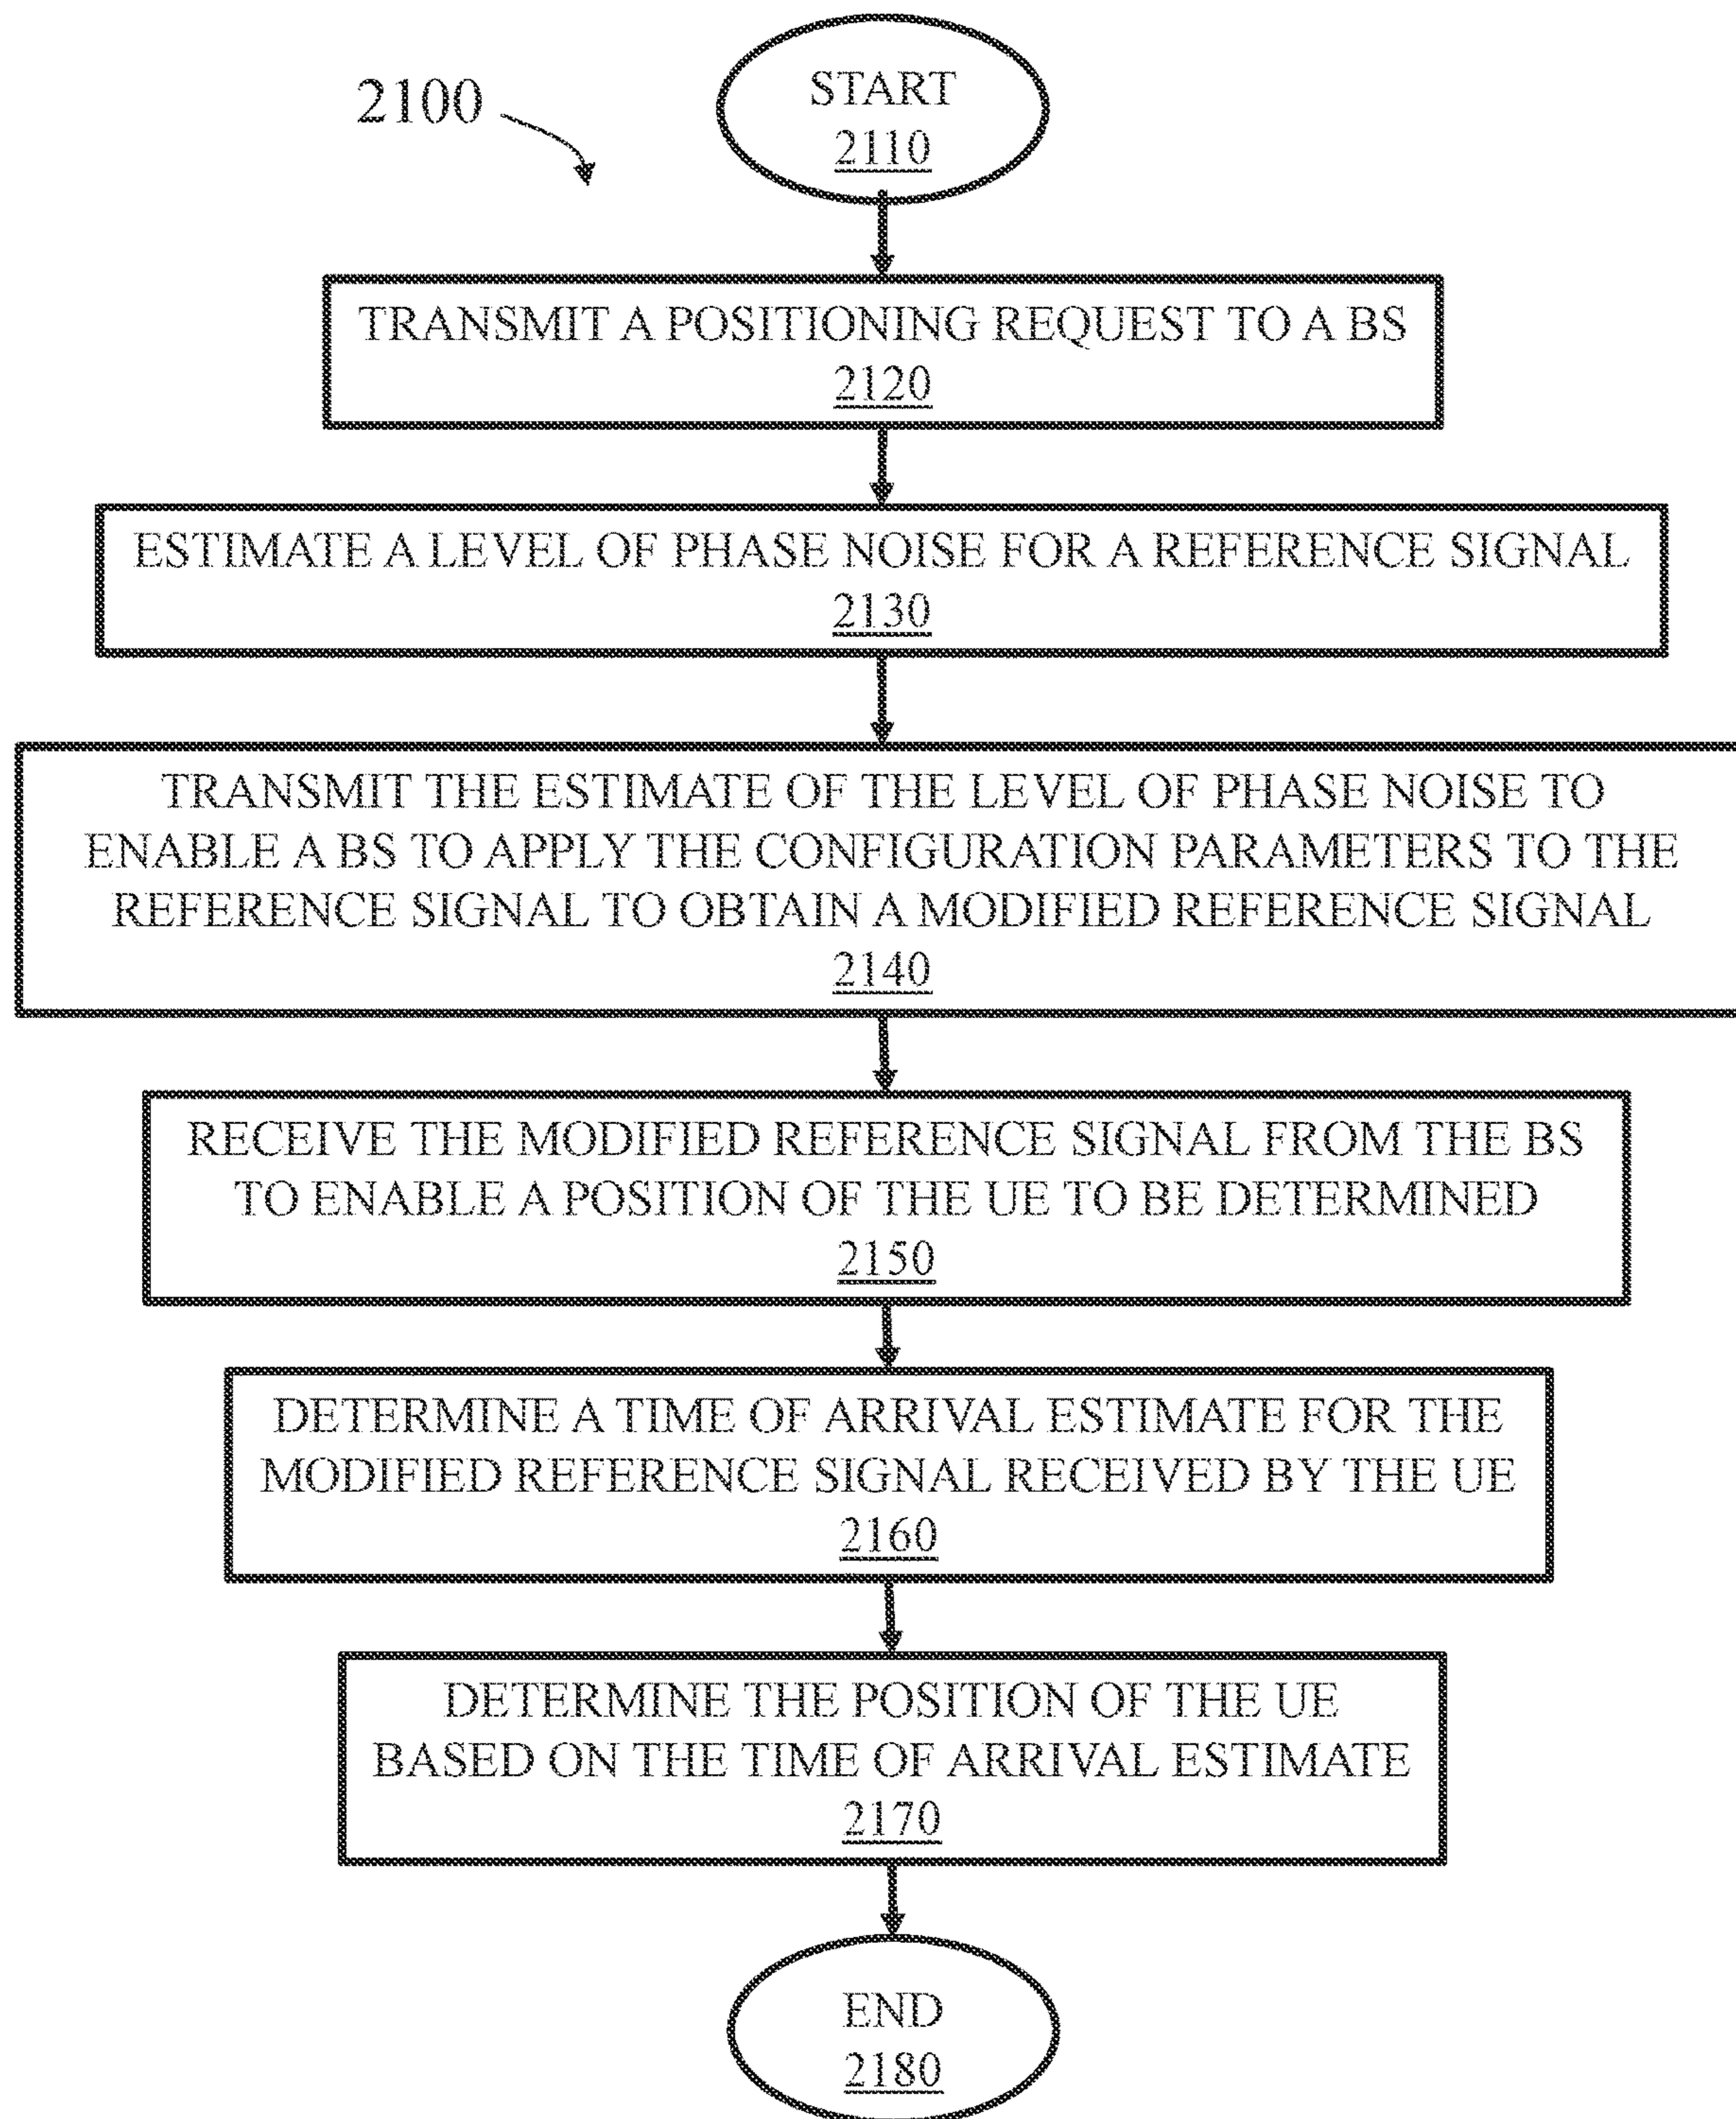 2100
START
2110
TRANSMIT A POSITIONING REQUEST TO A BS
2120
ESTIMATE A LEVEL OF PHASE NOISE FOR A REFERENCE SIGNAL
2130
TRANSMIT THE ESTIMATE OF THE LEVEL OF PHASE NOISE TO
ENABLE A BS TO APPLY THE CONFIGURATION PARAMETERS TO THE
REFERENCE SIGNAL TO OBTAIN A MODIFIED REFERENCE SIGNAL
2140
RECEIVE THE MODIFIED REFERENCE SIGNAL FROM THE BS
TO ENABLE A POSITION OF THE UE TO BE DETERMINED
2150
DETERMINE A TIME OF ARRIVAL ESTIMATE FOR THE
MODIFIED REFERENCE SIGNAL RECEIVED BY THE UE
2160
DETERMINE THE POSITION OF THE UE
BASED ON THE TIME OF ARRIVAL ESTIMATE
2170
END
2180